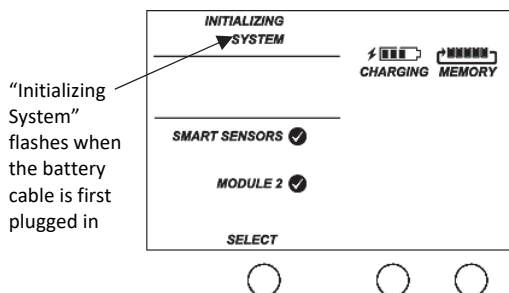 INITIALIZING
SYSTEM
CHARGING MEMORY
“Initializing
System”
flashes when
the battery
cable is first
plugged in
SMART SENSORS
MODULE 2
SELECT